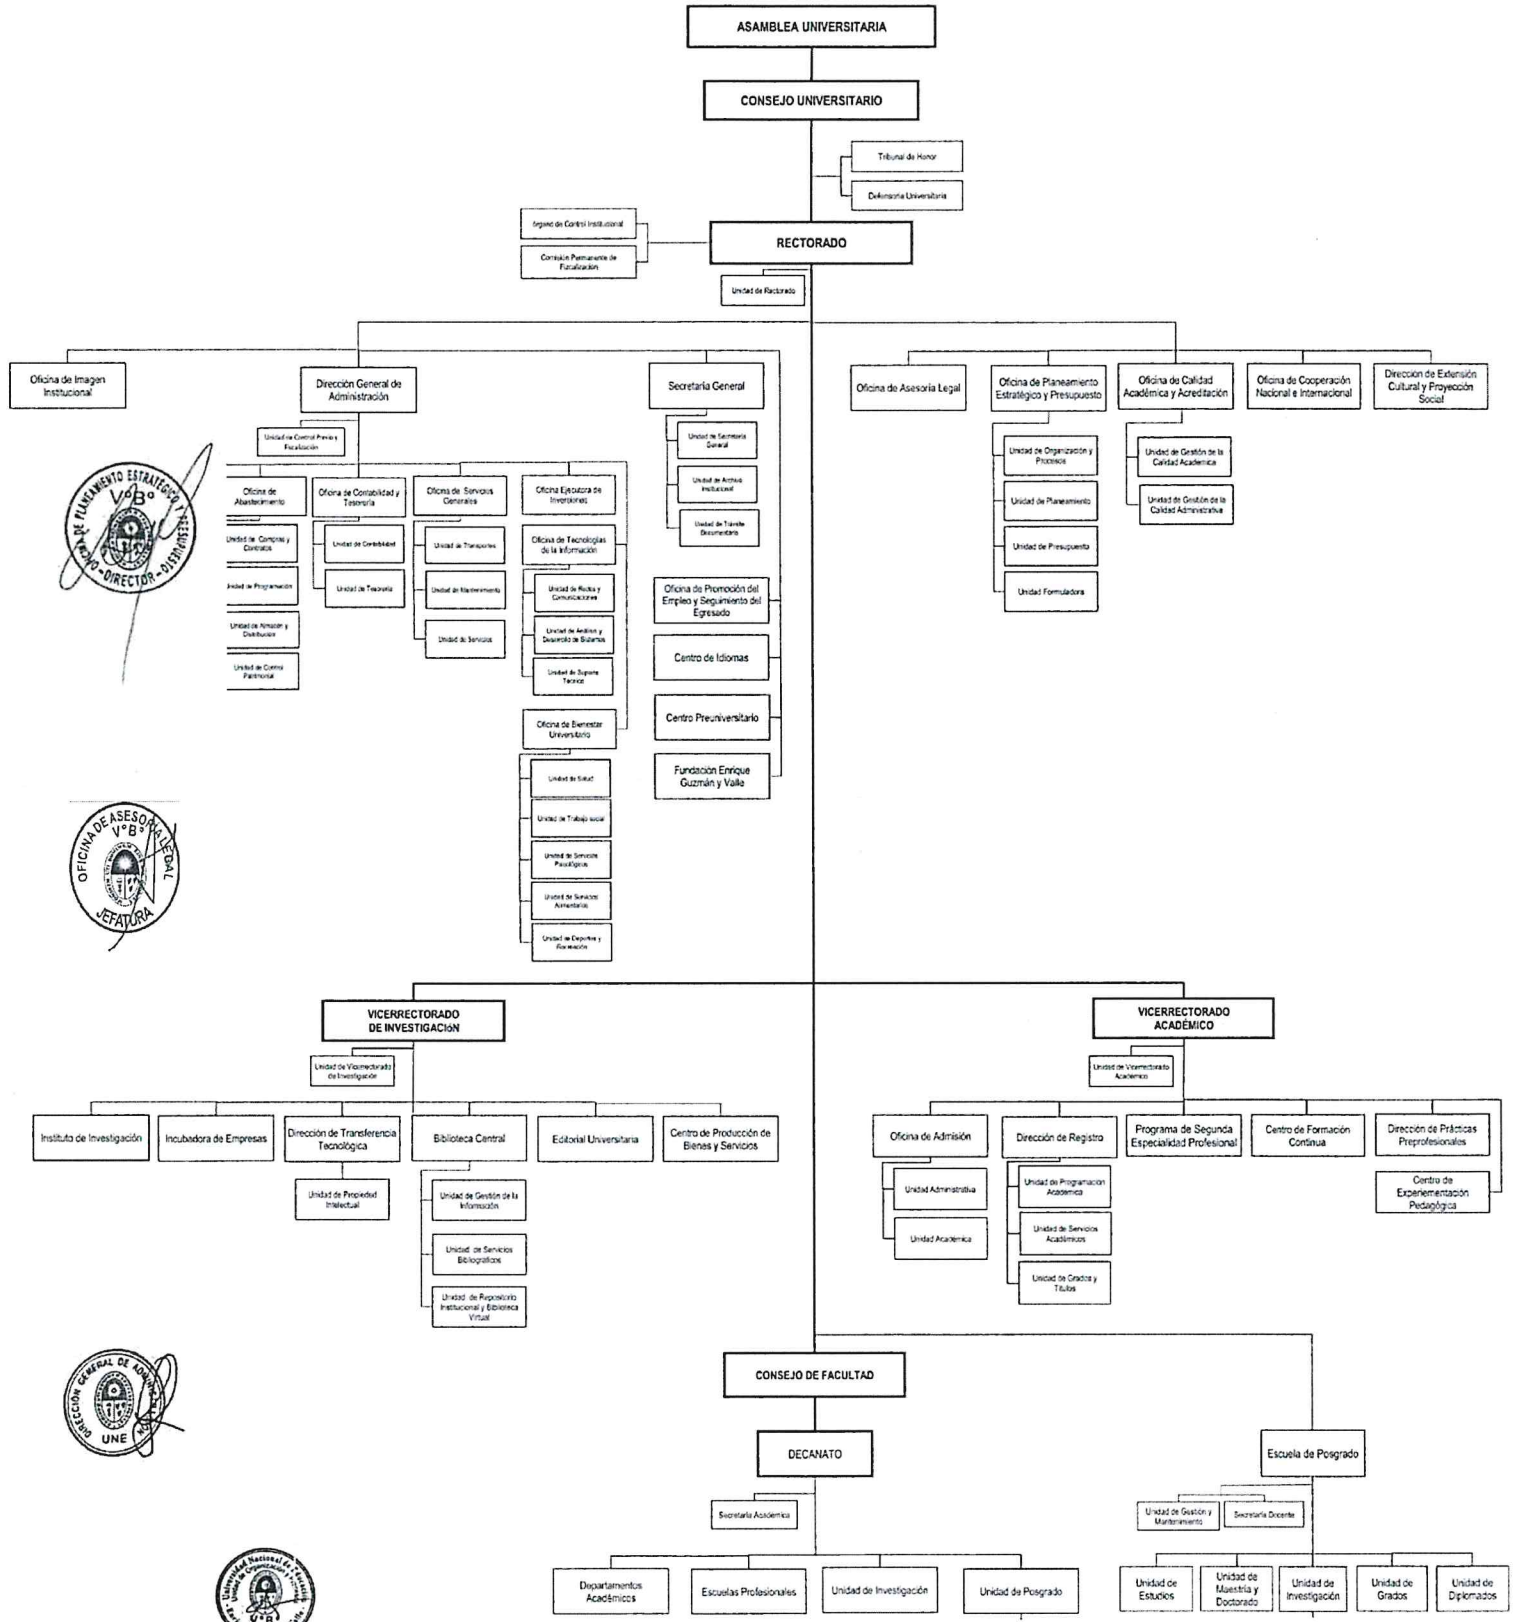 ASAMBLEA UNIVERSITARIA
CONSEJO UNIVERSITARIO
Tribunal de Honor
Defensoria Universitaria
órgano de Control Institucional
Comisión Permanente de
Fiscalización
RECTORADO
Unidad de Rectorado
Oficina de Imagen
Institucional
Dirección General de
Administración
Secretaria General
Oficina de Asesoria Legal
Oficina de Planeamiento
Estratégico y Presupuesto
Oficina de Calidad
Académica y Acreditación
Oficina de Cooperación
Nacional e Internacional
Dirección de Extensión
Cultural y Proyección
Social
Unidad de Control Previo y
Fiscalización
Unidad de Secretaría
General
Unidad de Archivo
Institucional
Unidad de Trámite
Documentario
Unidad de Organización y
Procesos
Unidad de Planeamiento
Unidad de Presupuesto
Unidad Formuladora
Unidad de Gestión de la
Calidad Academica
Unidad de Gestión de la
Calidad Administrativa
Oficina de
Abastecimiento
Unidad de Compras y
Contratos
Unidad de Programación
Unidad de Almacén y
Distribución
Unidad de Control
Patrimonial
Oficina de Contabilidad y
Tesorería
Unidad de Contabilidad
Unidad de Tesorería
Oficina de Servicios
Generales
Unidad de Transportes
Unidad de Mantenimiento
Unidad de Servicios
Oficina Ejecutora de
Inversiones
Oficina de Tecnologías
de la Información
Unidad de Redes y
Comunicaciones
Unidad de Análisis y
Desarrollo de Sistemas
Unidad de Soporte
Técnico
Oficina de Bienestar
Universitario
Unidad de Salud
Unidad de Trabajo social
Unidad de Servicios
Psicológicos
Unidad de Servicios
Alimentarios
Unidad de Deportes y
Recreación
Oficina de Promoción del
Empleo y Seguimiento del
Egresado
Centro de Idiomas
Centro Preuniversitario
Fundación Enrique
Guzmán y Valle
OFICINA DE PLANEAMIENTO ESTRATÉGICO Y PRESUPUESTO
V°B°
DIRECTOR
OFICINA DE ASESORIA LEGAL
V°B°
JEFATURA
VICERRECTORADO
DE INVESTIGACIóN
Unidad de Vicerrectorado
de Investigación
Instituto de Investigación
Incubadora de Empresas
Dirección de Transferencia
Tecnológica
Biblioteca Central
Editorial Universitaria
Centro de Producción de
Bienes y Servicios
Unidad de Propiedad
Intelectual
Unidad de Gestión de la
Información
Unidad de Servicios
Bibliográficos
Unidad de Repositorio
Institucional y Biblioteca
Virtual
VICERRECTORADO
ACADÉMICO
Unidad de Vicerrectorado
Académico
Oficina de Admisión
Dirección de Registro
Programa de Segunda
Especialidad Profesional
Centro de Formación
Continua
Dirección de Prácticas
Preprofesionales
Centro de
Experiementación
Pedagógica
Unidad Administrativa
Unidad Académica
Unidad de Programación
Academica
Unidad de Servicios
Académicos
Unidad de Grados y
Títulos
DIRECCIÓN GENERAL DE ADMINISTRACIÓN
UNE
CONSEJO DE FACULTAD
DECANATO
Secretaría Académica
Departamentos
Académicos
Escuelas Profesionales
Unidad de Investigación
Unidad de Posgrado
Escuela de Posgrado
Unidad de Gestión y
Mantenimiento
Secretaría Docente
Unidad de
Estudios
Unidad de
Maestría y
Doctorado
Unidad de
Investigación
Unidad de
Grados
Unidad de
Diplomados
Universidad Nacional de Educación
Unidad de Organización y
V°B°